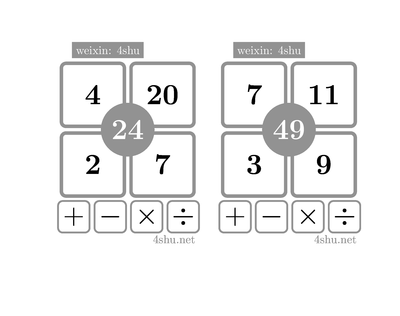 weixin: 4shu
4 20
24
2 7
+ − × ÷
4shu.net
weixin: 4shu
7 11
49
3 9
+ − × ÷
4shu.net